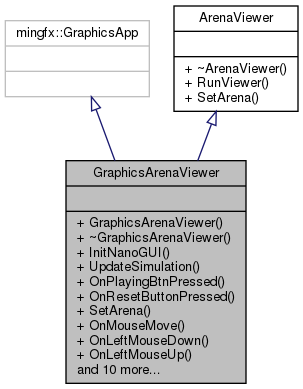 mingfx::GraphicsApp
ArenaViewer
+ ~ArenaViewer()
+ RunViewer()
+ SetArena()
GraphicsArenaViewer
+ GraphicsArenaViewer()
+ ~GraphicsArenaViewer()
+ InitNanoGUI()
+ UpdateSimulation()
+ OnPlayingBtnPressed()
+ OnResetButtonPressed()
+ SetArena()
+ OnMouseMove()
+ OnLeftMouseDown()
+ OnLeftMouseUp()
and 10 more...